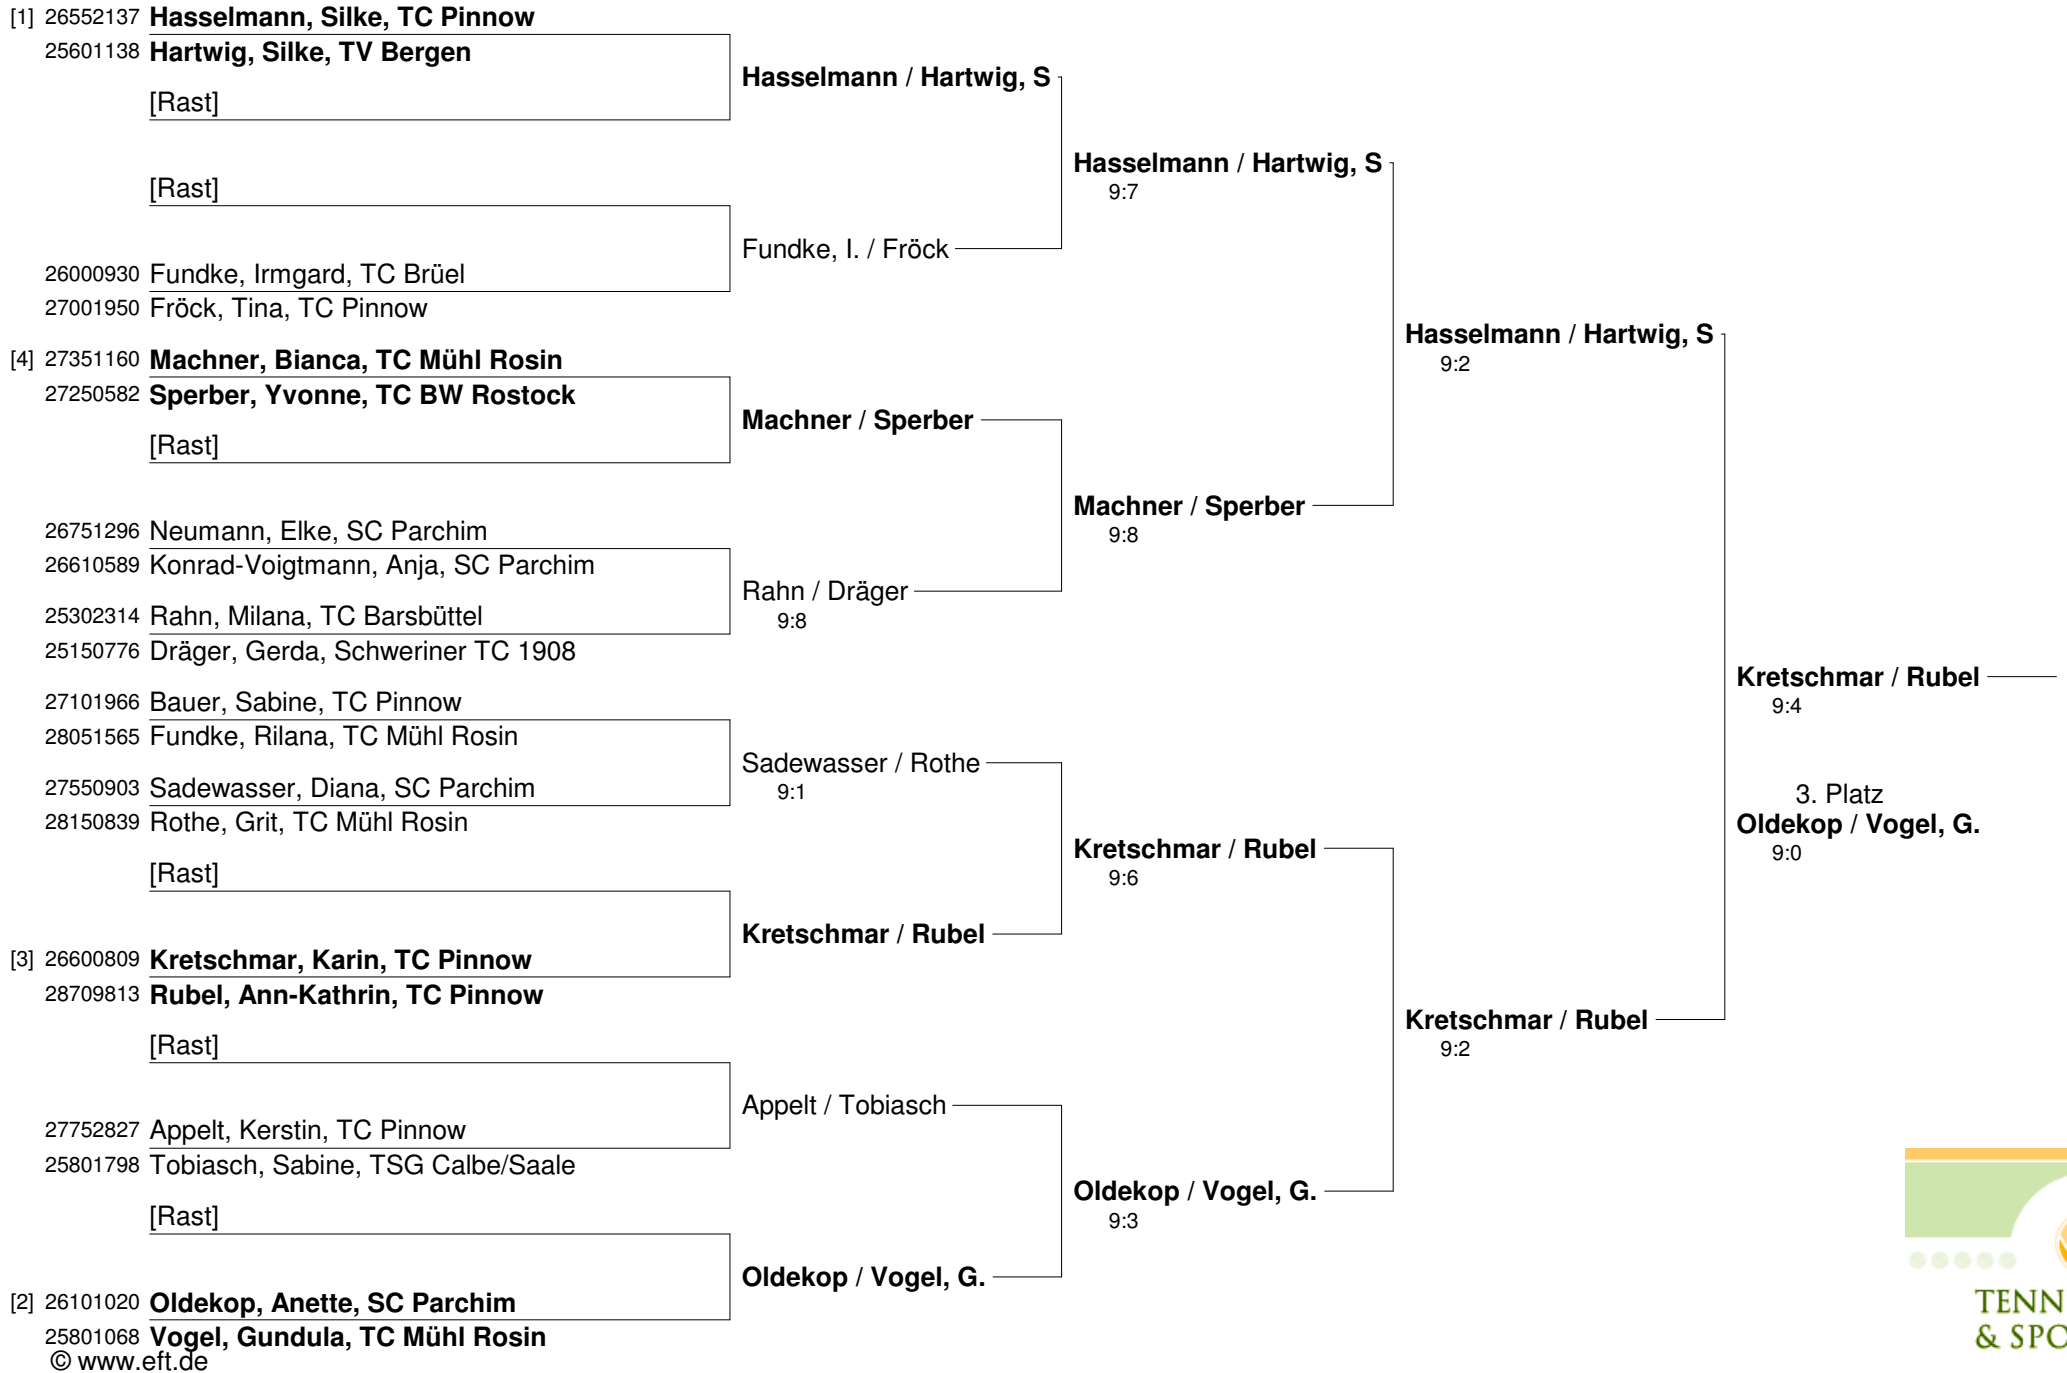 [1] 26552137 Hasselmann, Silke, TC Pinnow
25601138 Hartwig, Silke, TV Bergen
[Rast]
[Rast]
26000930 Fundke, Irmgard, TC Brüel
27001950 Fröck, Tina, TC Pinnow
[4] 27351160 Machner, Bianca, TC Mühl Rosin
27250582 Sperber, Yvonne, TC BW Rostock
[Rast]
26751296 Neumann, Elke, SC Parchim
26610589 Konrad-Voigtmann, Anja, SC Parchim
25302314 Rahn, Milana, TC Barsbüttel
25150776 Dräger, Gerda, Schweriner TC 1908
27101966 Bauer, Sabine, TC Pinnow
28051565 Fundke, Rilana, TC Mühl Rosin
27550903 Sadewasser, Diana, SC Parchim
28150839 Rothe, Grit, TC Mühl Rosin
[Rast]
[3] 26600809 Kretschmar, Karin, TC Pinnow
28709813 Rubel, Ann-Kathrin, TC Pinnow
[Rast]
27752827 Appelt, Kerstin, TC Pinnow
25801798 Tobiasch, Sabine, TSG Calbe/Saale
[Rast]
[2] 26101020 Oldekop, Anette, SC Parchim
25801068 Vogel, Gundula, TC Mühl Rosin
© www.eft.de
Hasselmann / Hartwig, S
Fundke, I. / Fröck
Machner / Sperber
Rahn / Dräger
9:8
Sadewasser / Rothe
9:1
Kretschmar / Rubel
Appelt / Tobiasch
Oldekop / Vogel, G.
Hasselmann / Hartwig, S
9:7
Machner / Sperber
9:8
Kretschmar / Rubel
9:6
Oldekop / Vogel, G.
9:3
Hasselmann / Hartwig, S
9:2
Kretschmar / Rubel
9:2
Kretschmar / Rubel
9:4
3. Platz
Oldekop / Vogel, G.
9:0
TENN
& SPO